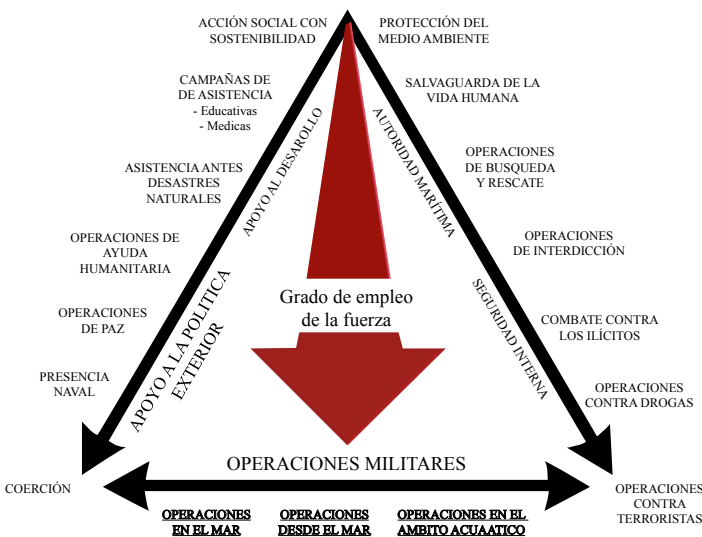 ACCIÓN SOCIAL CON
SOSTENIBILIDAD
PROTECCIÓN DEL
MEDIO AMBIENTE
CAMPAÑAS DE
DE ASISTENCIA
- Educativas
- Medicas
SALVAGUARDA DE LA
VIDA HUMANA
APOYO AL DESAROLLO
AUTORIDAD MARÍTIMA
ASISTENCIA ANTES
DESASTRES
NATURALES
OPERACIONES
DE BUSQUEDA
Y RESCATE
OPERACIONES DE
AYUDA
HUMANITARIA
OPERACIONES
DE INTERDICCIÓN
Grado de empleo
de la fuerza
APOYO A LA POLITICA
EXTERIOR
SEGURIDAD INTERNA
OPERACIONES
DE PAZ
COMBATE CONTRA
LOS ILÍCITOS
PRESENCIA
NAVAL
OPERACIONES
CONTRA DROGAS
OPERACIONES MILITARES
COERCIÓN
OPERACIONES
CONTRA
TERRORISTAS
OPERACIONES
EN EL MAR
OPERACIONES
DESDE EL MAR
OPERACIONES EN EL
AMBITO ACUAATICO